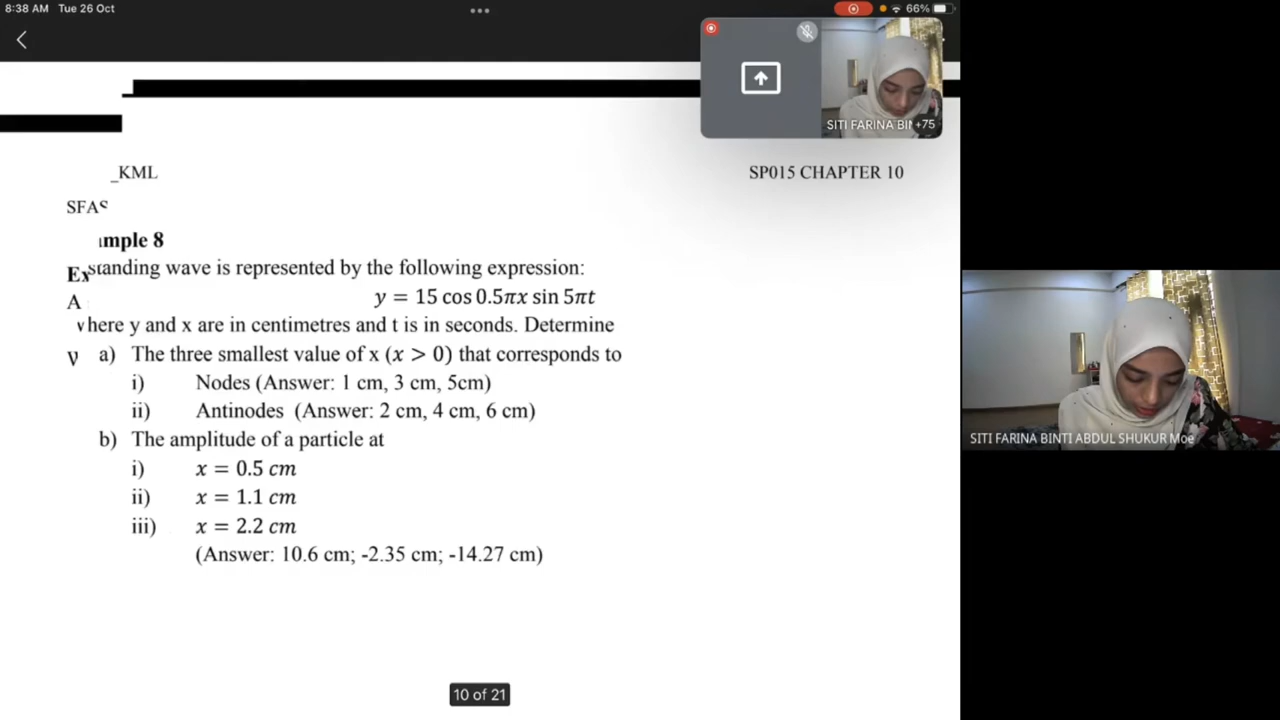 8:38 AM Tue 26 Oct
66%
SITI FARINA BIN +75
_KML
SP015 CHAPTER 10
SFAS
Example 8
A standing wave is represented by the following expression:
y = 15 cos 0.5πx sin 5πt
where y and x are in centimetres and t is in seconds. Determine
a) The three smallest value of x (x > 0) that corresponds to
i) Nodes (Answer: 1 cm, 3 cm, 5cm)
ii) Antinodes (Answer: 2 cm, 4 cm, 6 cm)
b) The amplitude of a particle at
i) x = 0.5 cm
ii) x = 1.1 cm
iii) x = 2.2 cm
(Answer: 10.6 cm; -2.35 cm; -14.27 cm)
10 of 21
SITI FARINA BINTI ABDUL SHUKUR Moe